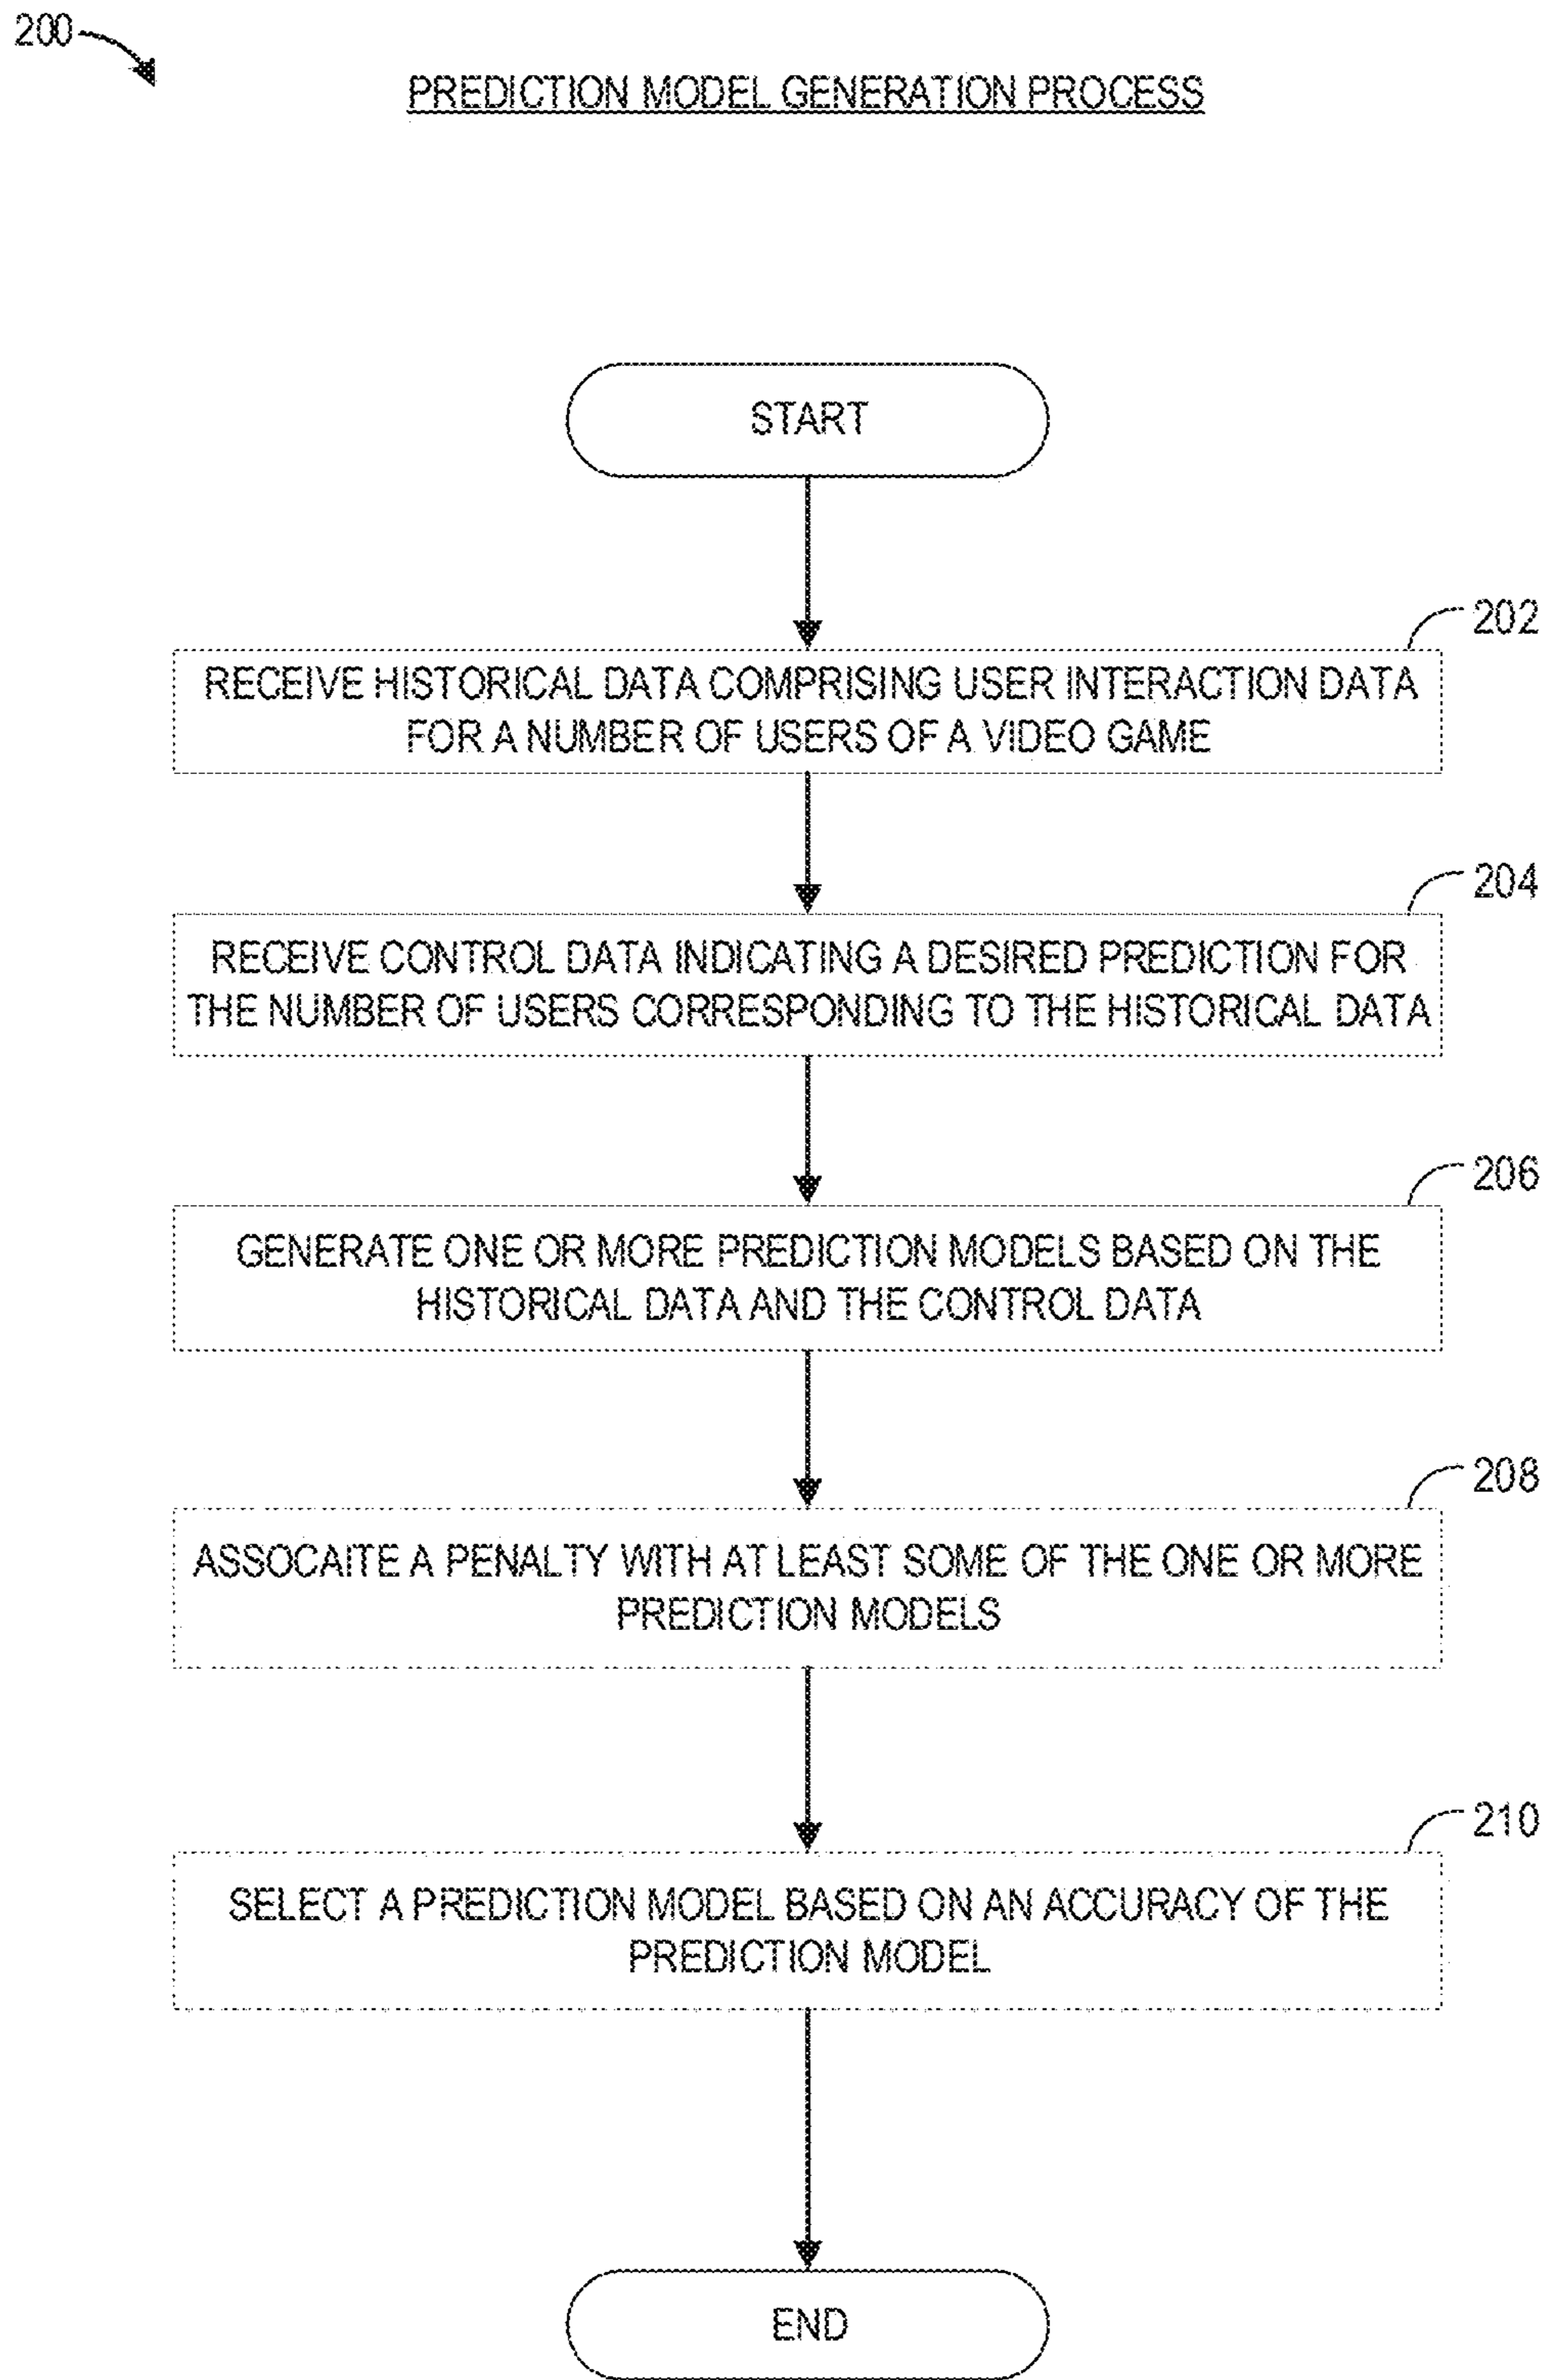 200
PREDICTION MODEL GENERATION PROCESS
START
202
RECEIVE HISTORICAL DATA COMPRISING USER INTERACTION DATA
FOR A NUMBER OF USERS OF A VIDEO GAME
204
RECEIVE CONTROL DATA INDICATING A DESIRED PREDICTION FOR
THE NUMBER OF USERS CORRESPONDING TO THE HISTORICAL DATA
206
GENERATE ONE OR MORE PREDICTION MODELS BASED ON THE
HISTORICAL DATA AND THE CONTROL DATA
208
ASSOCAITE A PENALTY WITH AT LEAST SOME OF THE ONE OR MORE
PREDICTION MODELS
210
SELECT A PREDICTION MODEL BASED ON AN ACCURACY OF THE
PREDICTION MODEL
END